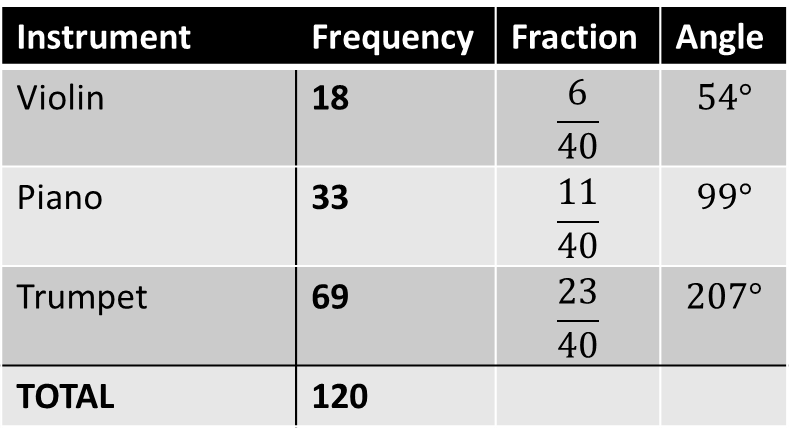 Instrument Frequency Fraction Angle
Violin 18 6/40 54°
Piano 33 11/40 99°
Trumpet 69 23/40 207°
TOTAL 120